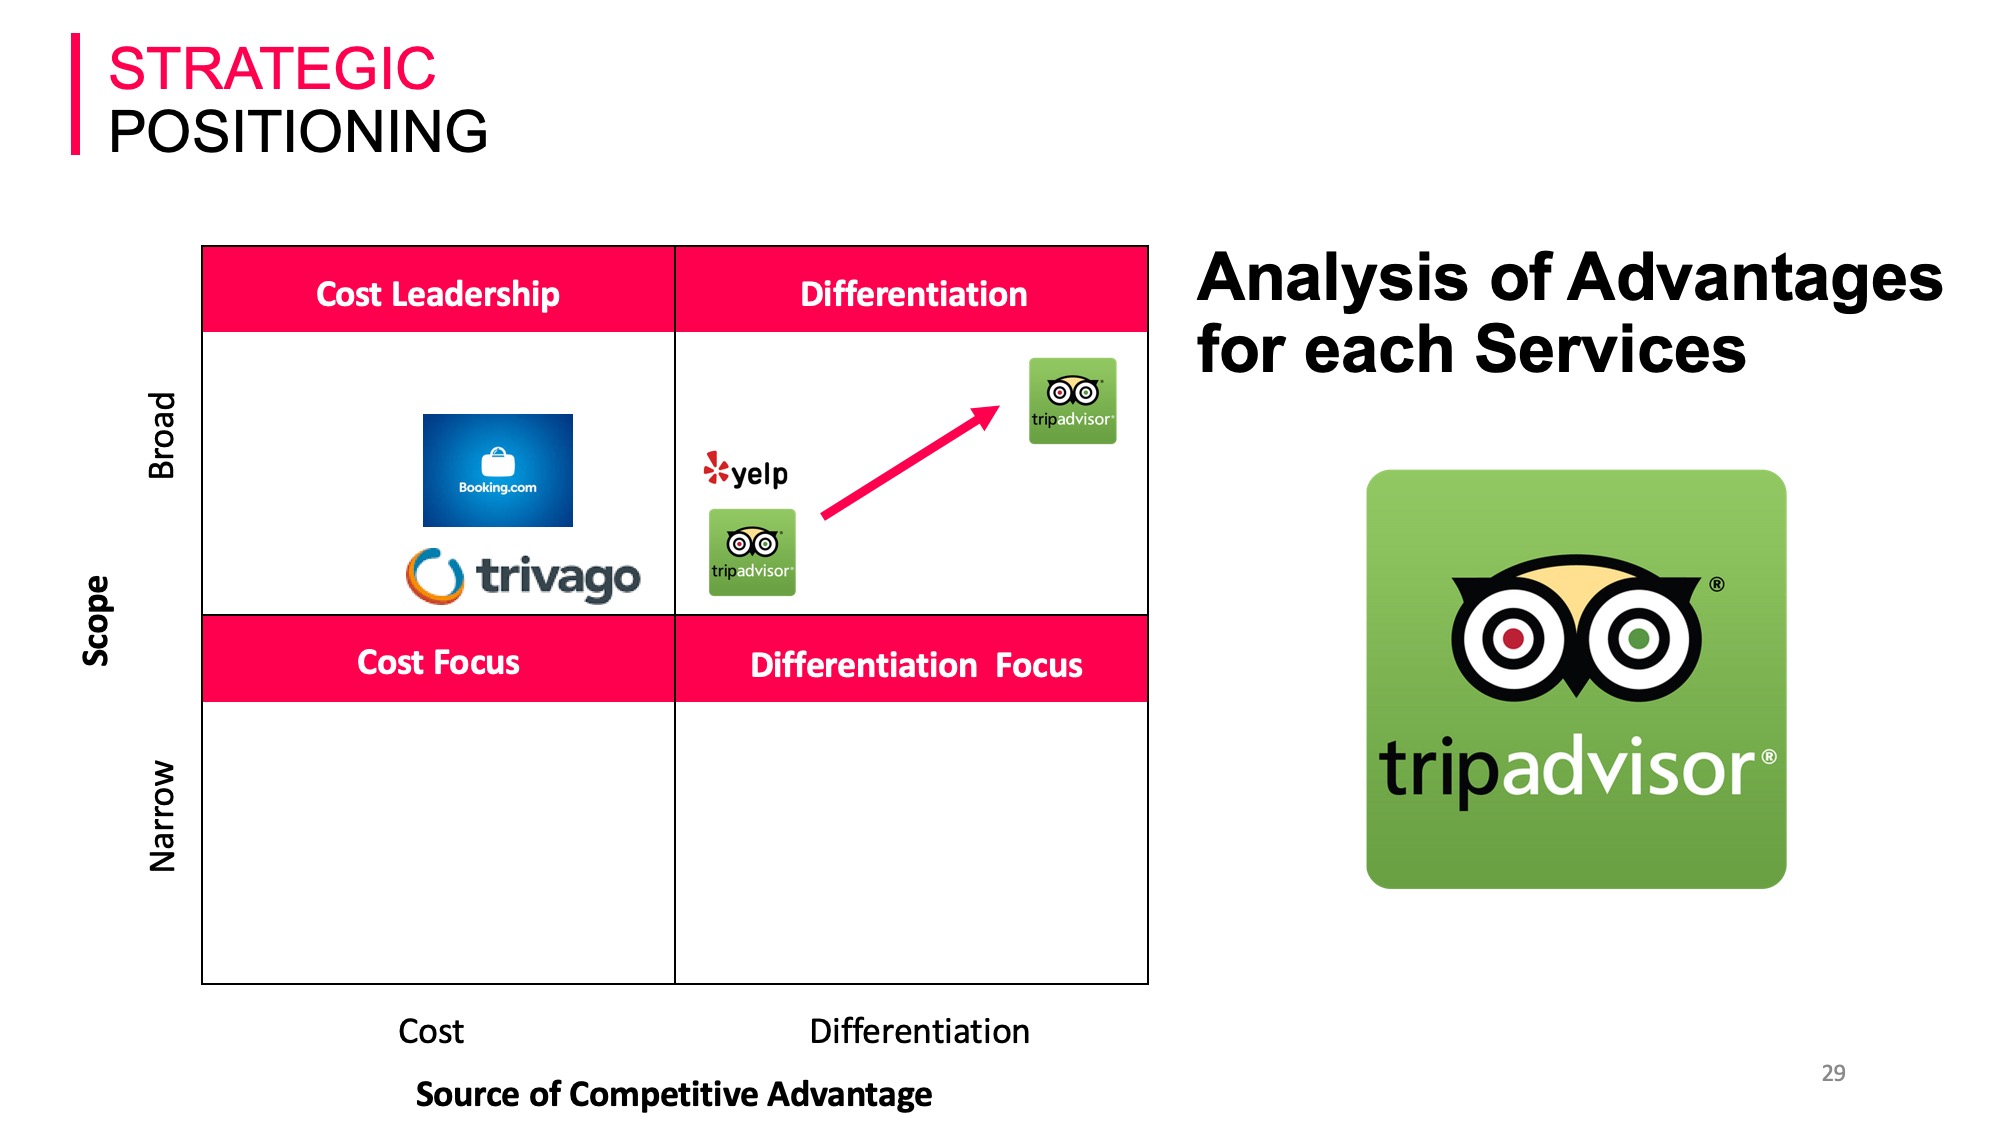 STRATEGIC
POSITIONING
Cost Leadership
Differentiation
Analysis of Advantages
for each Services
Broad
Booking.com
trivago
yelp
tripadvisor®
tripadvisor®
Scope
Cost Focus
Differentiation  Focus
Narrow
®
tripadvisor®
Cost
Differentiation
Source of Competitive Advantage
29